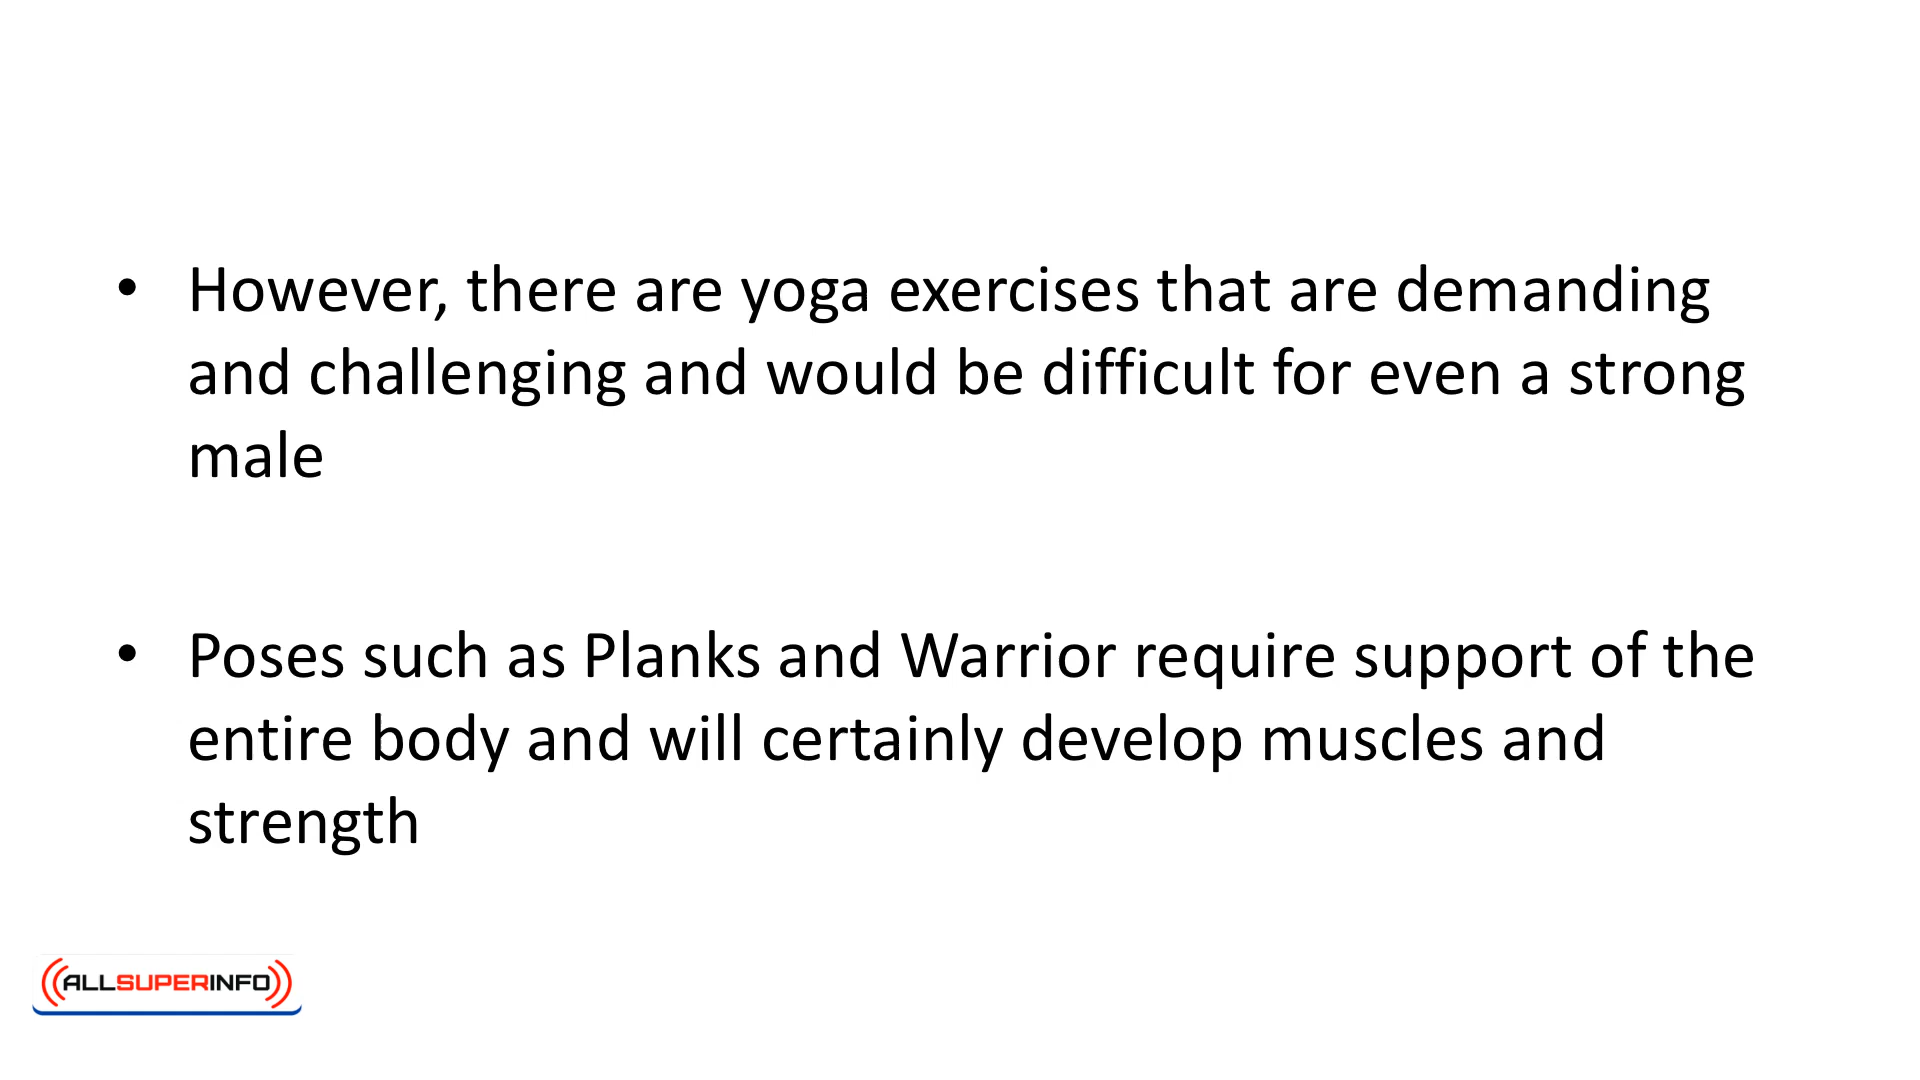 • However, there are yoga exercises that are demanding
and challenging and would be difficult for even a strong
male
• Poses such as Planks and Warrior require support of the
entire body and will certainly develop muscles and
strength
ALLSUPERINFO